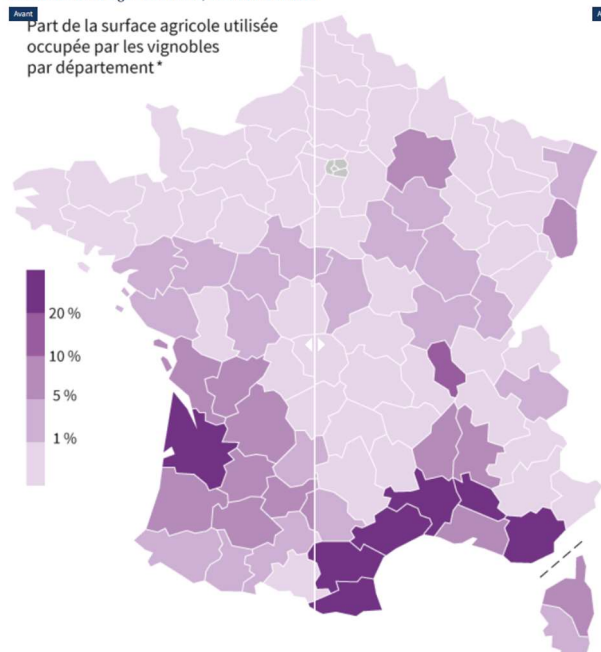 Avant
A
Part de la surface agricole utilisée
occupée par les vignobles
par département*
20 %
10 %
5 %
1 %